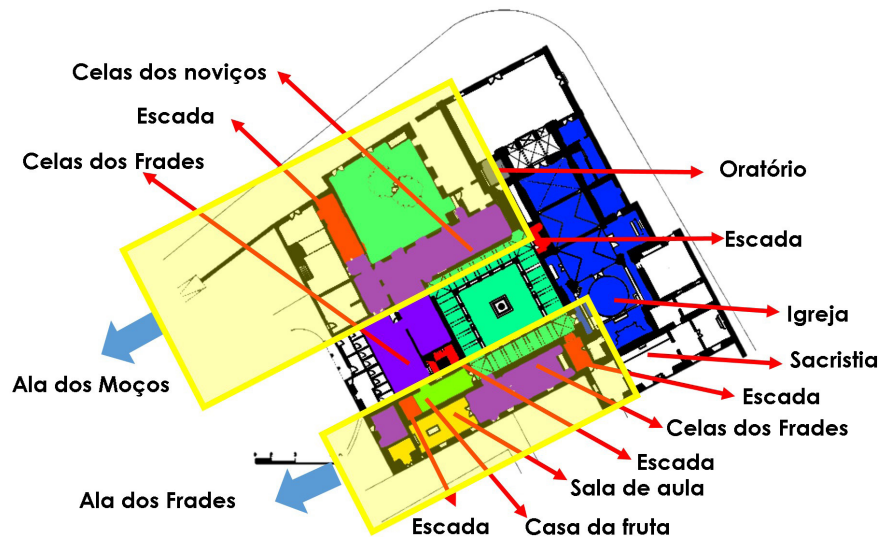 Celas dos noviços
Escada
Celas dos Frades
Oratório
Escada
Igreja
Sacristia
Ala dos Moços
Escada
Celas dos Frades
Escada
Sala de aula
Ala dos Frades
Escada
Casa da fruta